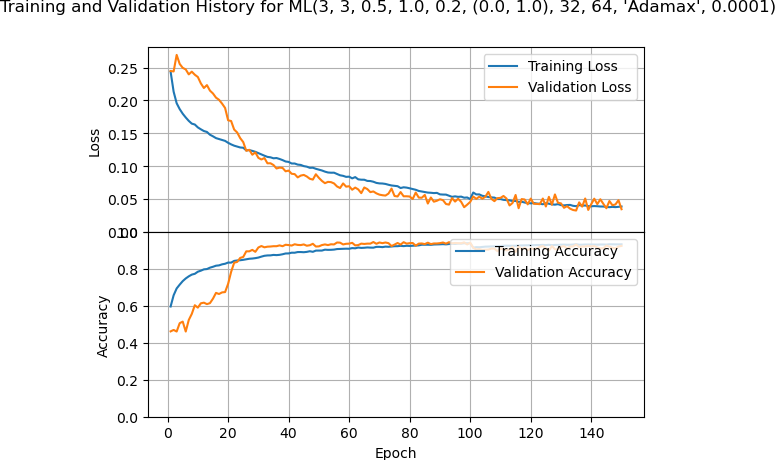 Training and Validation History for ML(3, 3, 0.5, 1.0, 0.2, (0.0, 1.0), 32, 64, 'Adamax', 0.0001)
Training Loss
Validation Loss
Loss
0.25
0.20
0.15
0.10
0.05
0.00
1.0
Training Accuracy
Validation Accuracy
Accuracy
0.8
0.6
0.4
0.2
0.0
0 20 40 60 80 100 120 140
Epoch